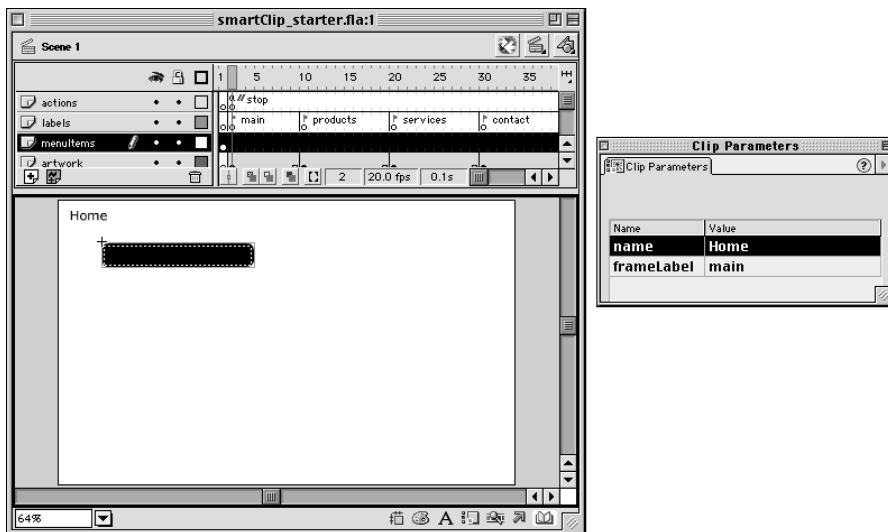 smartClip_starter.fla:1
Scene 1
1 5 10 15 20 25 30 35
actions
stop
labels
main products services contact
menuItems
artwork
2 20.0 fps 0.1s
Home
64%
Clip Parameters
Clip Parameters
Name Value
name Home
frameLabel main